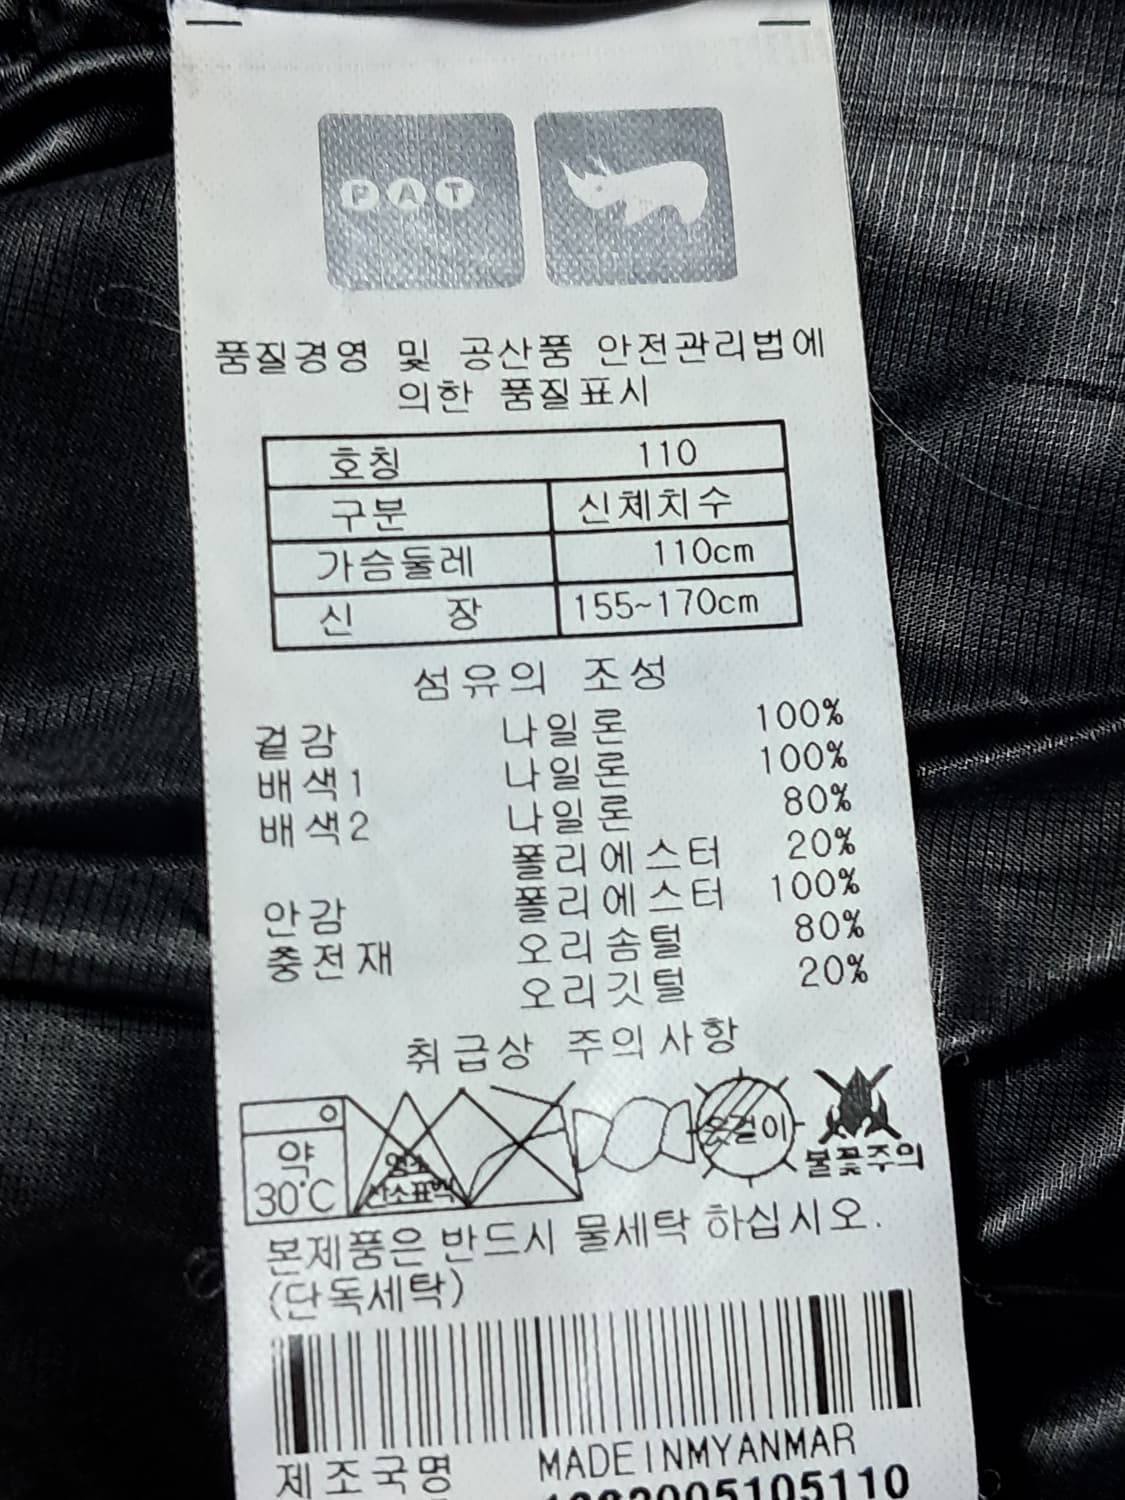 PAT
품질경영 및 공산품 안전관리법에
의한 품질표시
호칭 110
구분 신체치수
가슴둘레 110cm
신 장 155~170cm
섬유의 조성
겉감 나일론 100%
배색1 나일론 100%
배색2 나일론 80%
폴리에스터 20%
안감 폴리에스터 100%
충전재 오리솜털 80%
오리깃털 20%
취급상 주의사항
약
30℃
염소
산소표백
옷걸이
불꽃주의
본제품은 반드시 물세탁 하십시오.
(단독세탁)
제조국명 MADEINMYANMAR